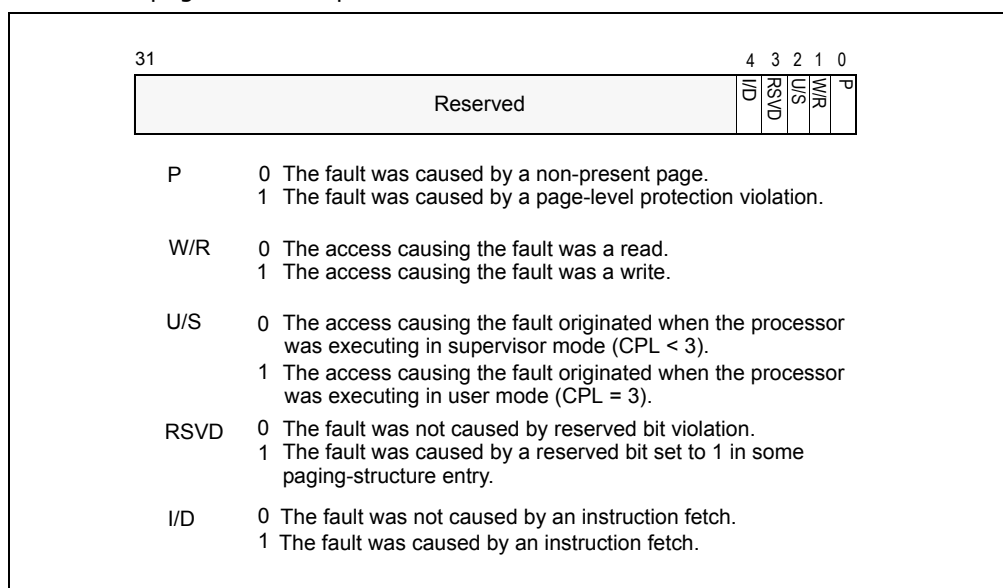 31 4 3 2 1 0
Reserved I/D RSVD U/S W/R P
P 0 The fault was caused by a non-present page.
1 The fault was caused by a page-level protection violation.
W/R 0 The access causing the fault was a read.
1 The access causing the fault was a write.
U/S 0 The access causing the fault originated when the processor
was executing in supervisor mode (CPL < 3).
1 The access causing the fault originated when the processor
was executing in user mode (CPL = 3).
RSVD 0 The fault was not caused by reserved bit violation.
1 The fault was caused by a reserved bit set to 1 in some
paging-structure entry.
I/D 0 The fault was not caused by an instruction fetch.
1 The fault was caused by an instruction fetch.